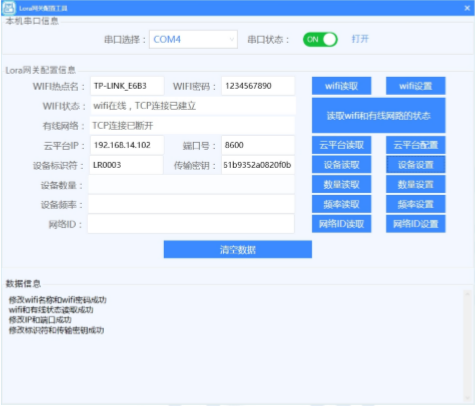 Lora网关配置工具
本机串口信息
串口选择： COM4 串口状态： ON 打开
Lora网关配置信息
WIFI热点名： TP-LINK_E6B3 WIFI密码： 1234567890 wifi读取 wifi设置
WIFI状态： wifi在线，TCP连接已建立
读取wifi和有线网路的状态
有线网络： TCP连接已断开
云平台IP： 192.168.14.102 端口号： 8600 云平台读取 云平台配置
设备标识符： LR0003 传输密钥： 51b9352a0820f0b 设备读取 设备设置
设备数量： 数量读取 数量设置
设备频率： 频率读取 频率设置
网络ID： 网络ID读取 网络ID设置
清空数据
数据信息
修改wifi名称和wifi密码成功
wifi和有线状态读取成功
修改IP和端口成功
修改标识符和传输密钥成功